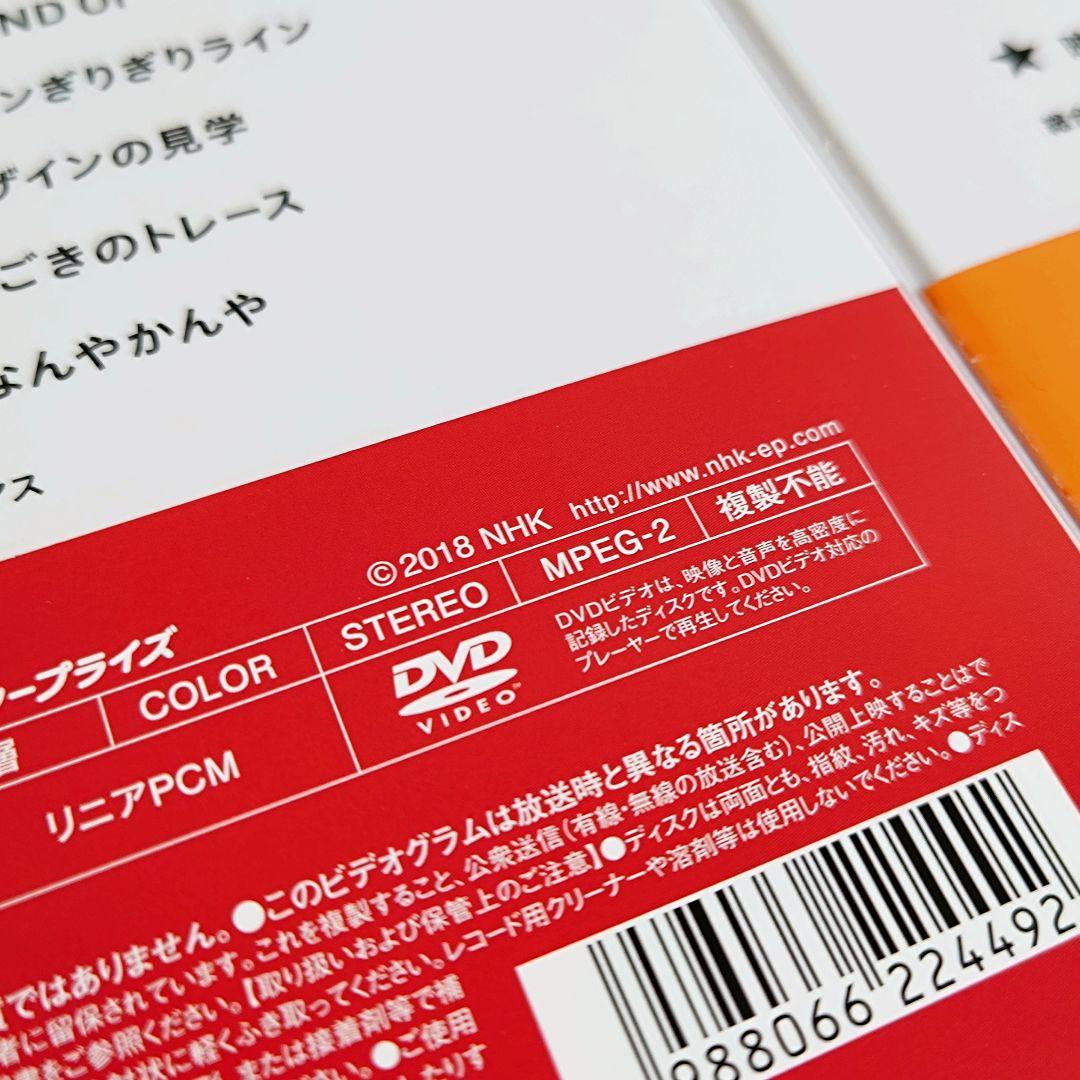 ND OF
ンぎりぎりライン
ザインの見学
ごきのトレース
なんやかんや
アス
★
©2018 NHK http://www.nhk-ep.com
タープライズ
層 COLOR STEREO MPEG-2 複製不能
リニアPCM
DVD
VIDEO
DVDビデオは、映像と音声を高密度に
記録したディスクです。DVDビデオ対応の
プレーヤーで再生してください。
ではありません。●このビデオグラムは放送時と異なる箇所があります。
者に留保されています。これを複製すること、公衆送信(有線・無線の放送含む)、公開上映することはで
書をご参照ください。【取り扱いおよび保管上のご注意】●ディスクは両面とも、指紋、汚れ、キズ等をつ
状に軽くふき取ってください。レコード用クリーナーや溶剤等は使用しないでください。●ディス
または接着剤等で補
い。●ご使用
たりす
988066 224492